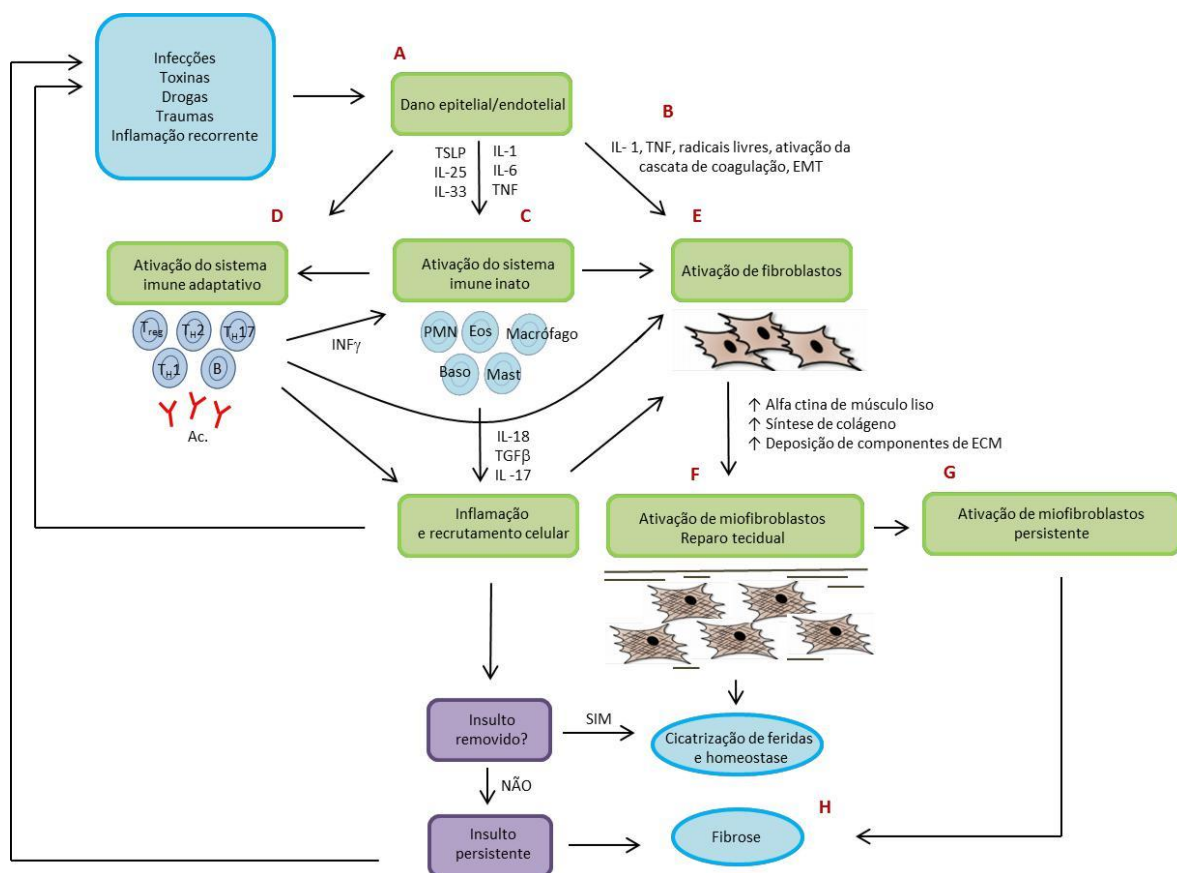 Infecções
Toxinas
Drogas
Traumas
Inflamação recorrente
A
Dano epitelial/endotelial
B
IL- 1, TNF, radicais livres, ativação da
cascata de coagulação, EMT
TSLP
IL-25
IL-33
IL-1
IL-6
TNF
D
C
E
Ativação do sistema
imune adaptativo
Ativação do sistema
imune inato
Ativação de fibroblastos
Treg
TH2
TH17
TH1
B
Ac.
INFγ
PMN
Eos
Macrófago
Baso
Mast
IL-18
TGFβ
IL -17
↑ Alfa ctina de músculo liso
↑ Síntese de colágeno
↑ Deposição de componentes de ECM
F
G
Inflamação
e recrutamento celular
Ativação de miofibroblastos
Reparo tecidual
Ativação de miofibroblastos
persistente
Insulto
removido?
SIM
Cicatrização de feridas
e homeostase
NÃO
Insulto
persistente
Fibrose
H